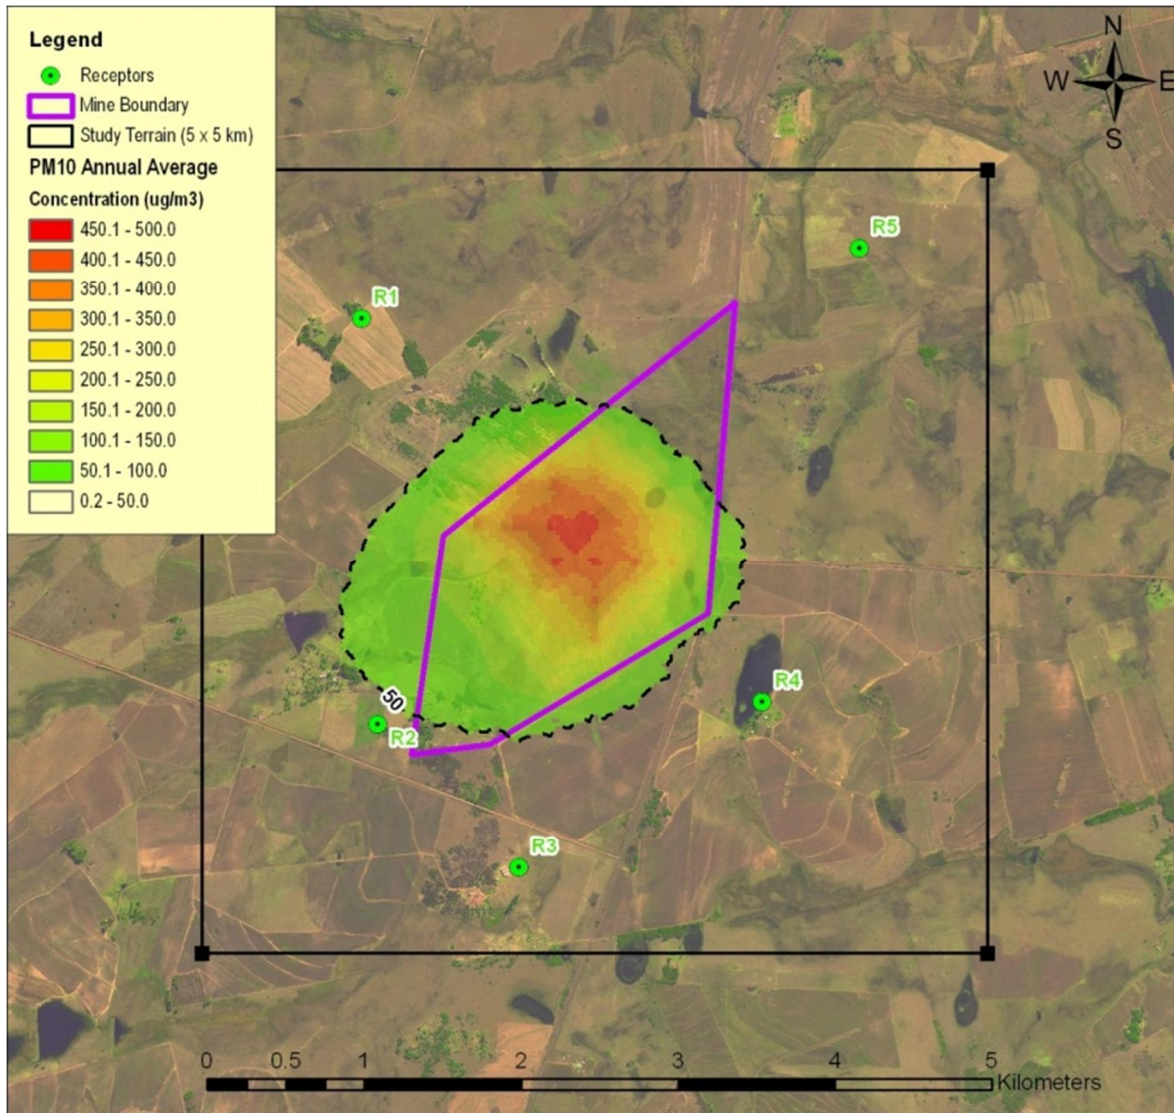 Legend
Receptors
Mine Boundary
Study Terrain (5 x 5 km)
PM10 Annual Average
Concentration (ug/m3)
450.1 - 500.0
400.1 - 450.0
350.1 - 400.0
300.1 - 350.0
250.1 - 300.0
200.1 - 250.0
150.1 - 200.0
100.1 - 150.0
50.1 - 100.0
0.2 - 50.0
N
W E
S
R5
R1
R4
50
R2
R3
0 0.5 1 2 3 4 5
Kilometers